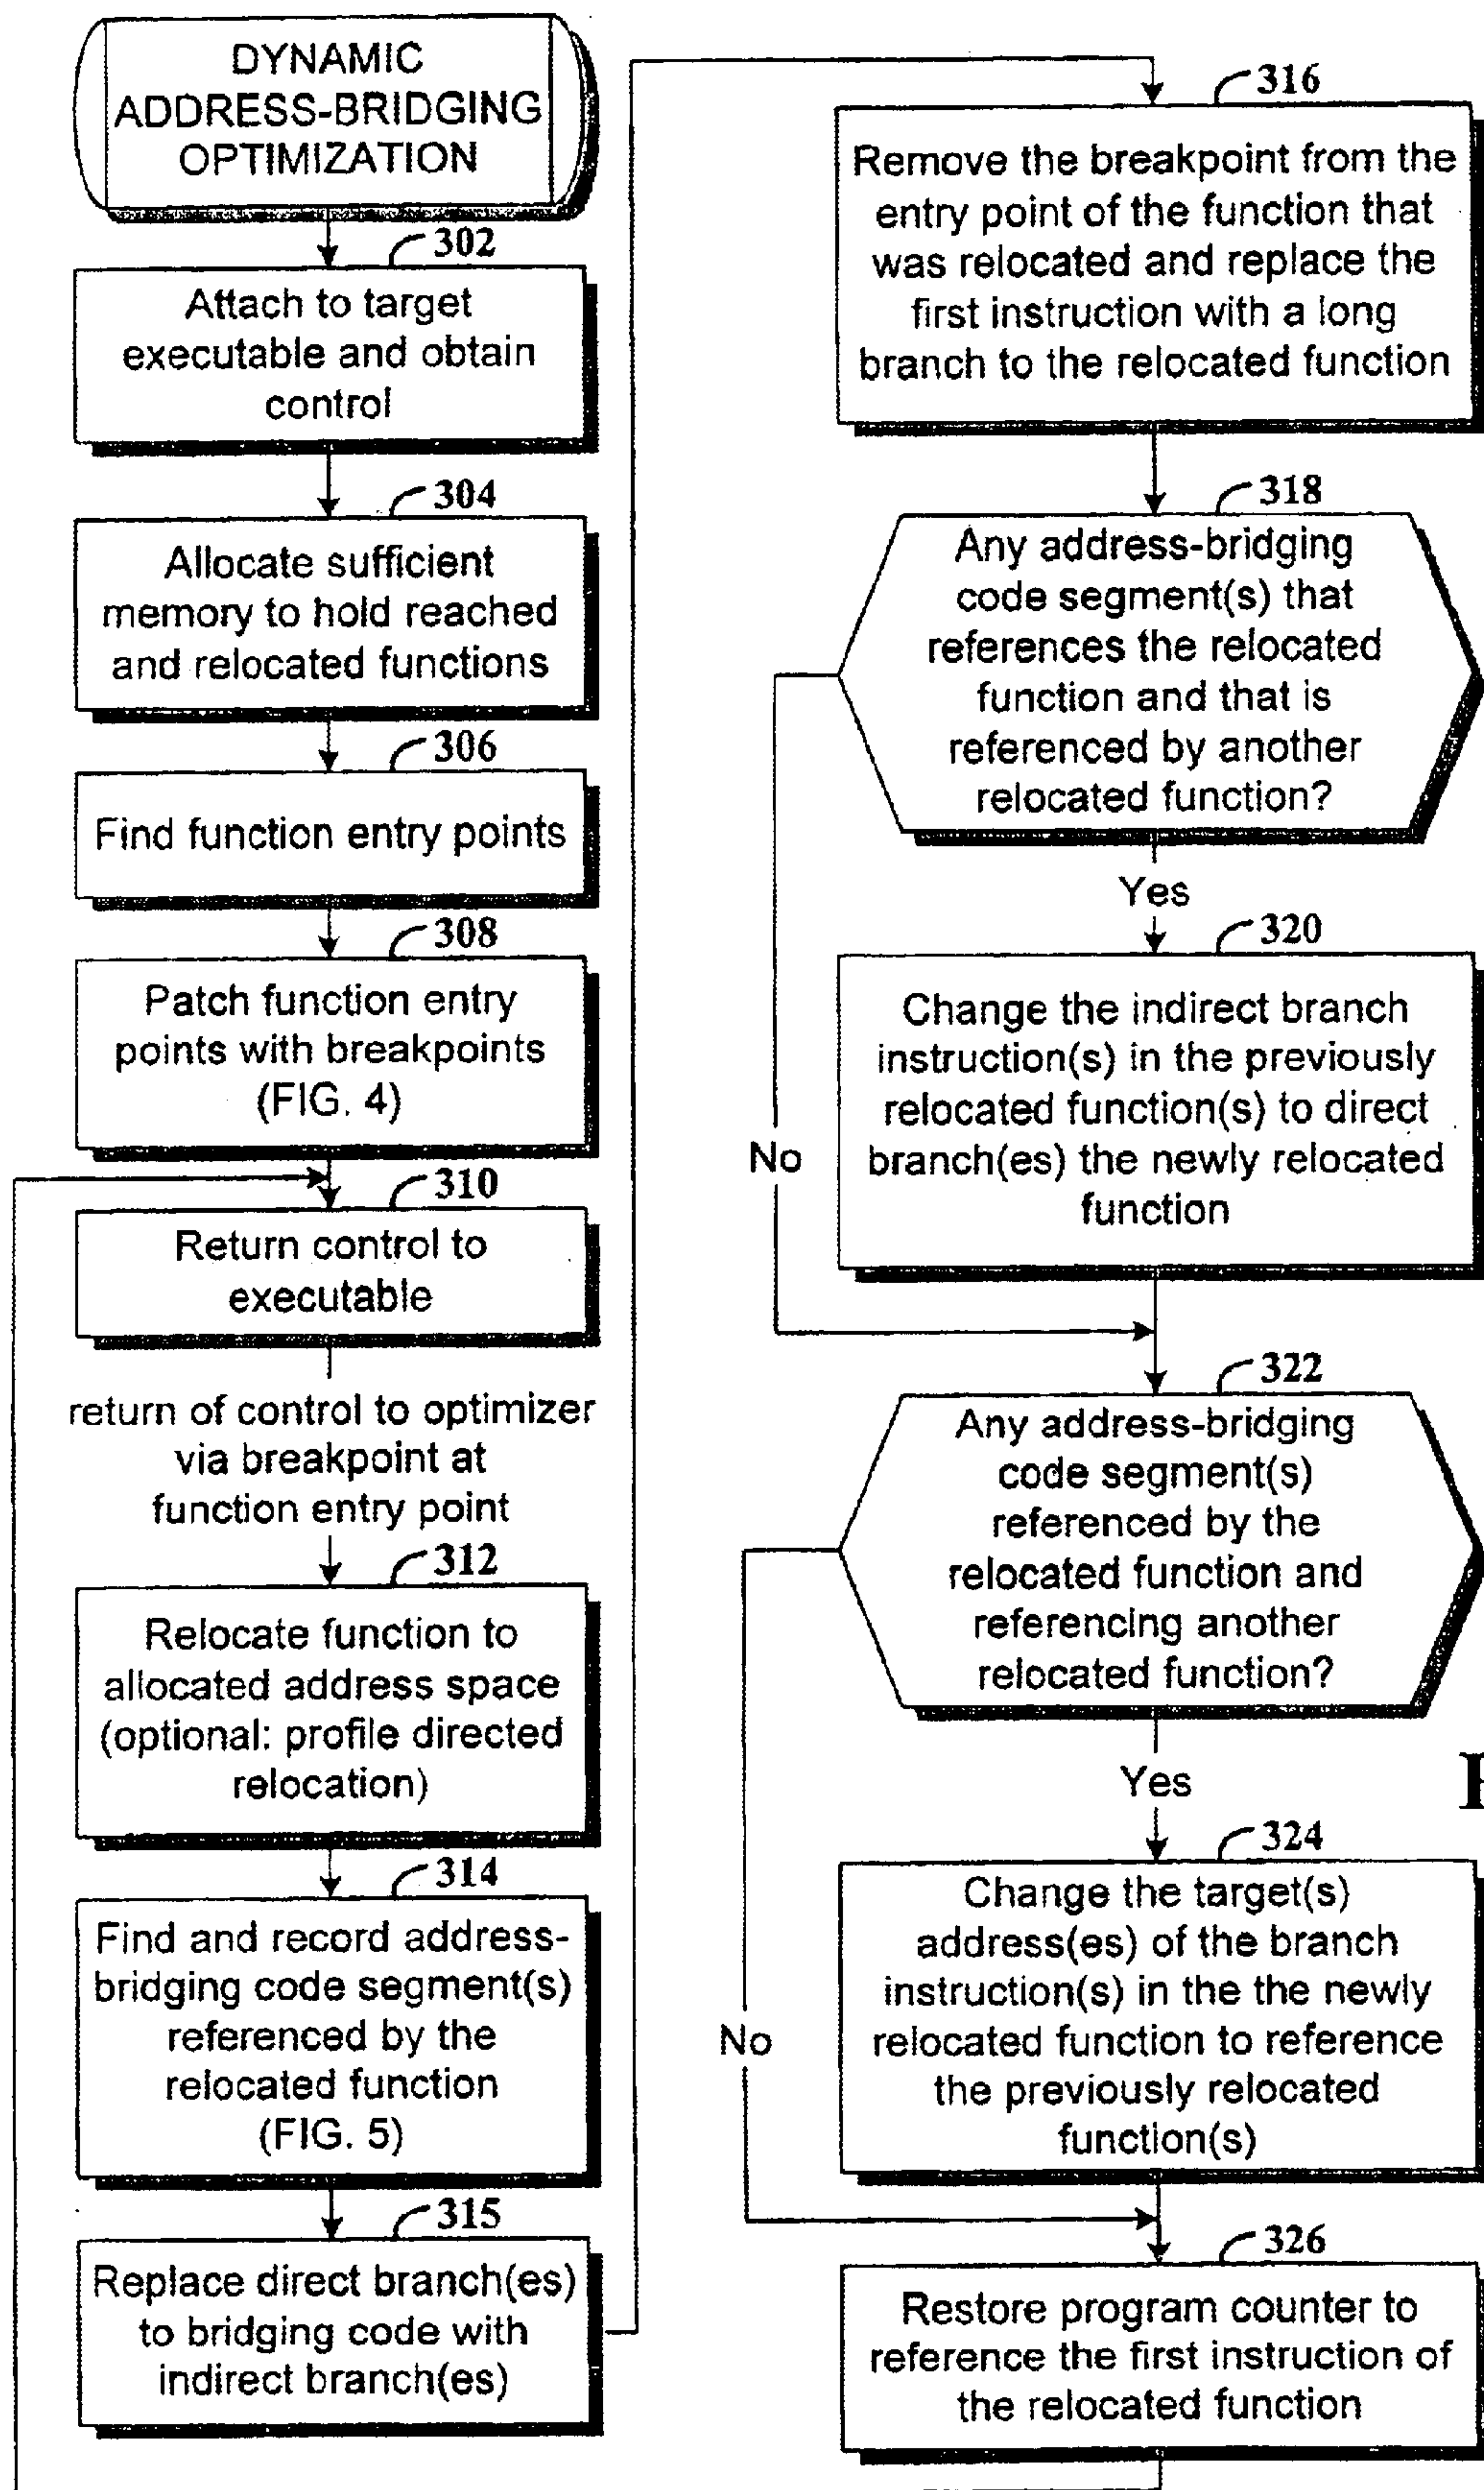 DYNAMIC
ADDRESS-BRIDGING
OPTIMIZATION
302
Attach to target
executable and obtain
control
304
Allocate sufficient
memory to hold reached
and relocated functions
306
Find function entry points
308
Patch function entry
points with breakpoints
(FIG. 4)
310
Return control to
executable
return of control to optimizer
via breakpoint at
function entry point
312
Relocate function to
allocated address space
(optional: profile directed
relocation)
314
Find and record address-
bridging code segment(s)
referenced by the
relocated function
(FIG. 5)
315
Replace direct branch(es)
to bridging code with
indirect branch(es)
316
Remove the breakpoint from the
entry point of the function that
was relocated and replace the
first instruction with a long
branch to the relocated function
318
Any address-bridging
code segment(s) that
references the relocated
function and that is
referenced by another
relocated function?
Yes
No
320
Change the indirect branch
instruction(s) in the previously
relocated function(s) to direct
branch(es) the newly relocated
function
322
Any address-bridging
code segment(s)
referenced by the
relocated function and
referencing another
relocated function?
Yes
No
324
Change the target(s)
address(es) of the branch
instruction(s) in the the newly
relocated function to reference
the previously relocated
function(s)
326
Restore program counter to
reference the first instruction of
the relocated function